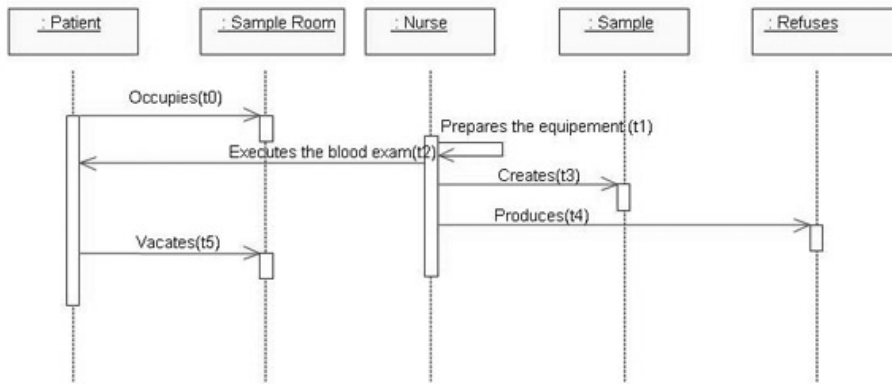 _: Patient
_: Sample Room
_: Nurse
_: Sample
_: Refuses
Occupies(t0)
Prepares the equipement (t1)
Executes the blood exam(t2)
Creates(t3)
Produces(t4)
Vacates(t5)